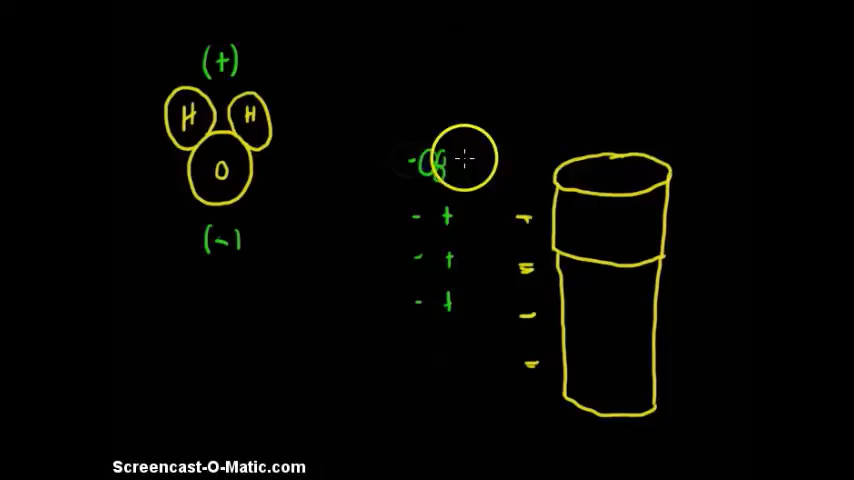 (+)
H H
O
(-)
-
- + -
- + =
- + -
=
Screencast-O-Matic.com